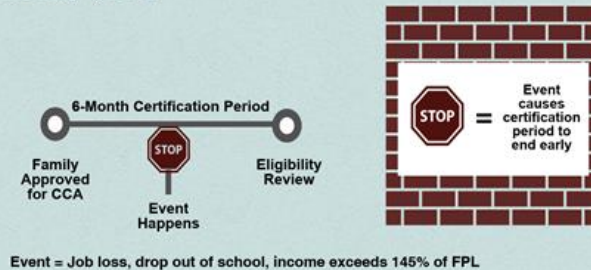 6-Month Certification Period
STOP
Family
Approved
for CCA
Event
Happens
Eligibility
Review
STOP
=
Event
causes
certification
period to
end early
Event = Job loss, drop out of school, income exceeds 145% of FPL